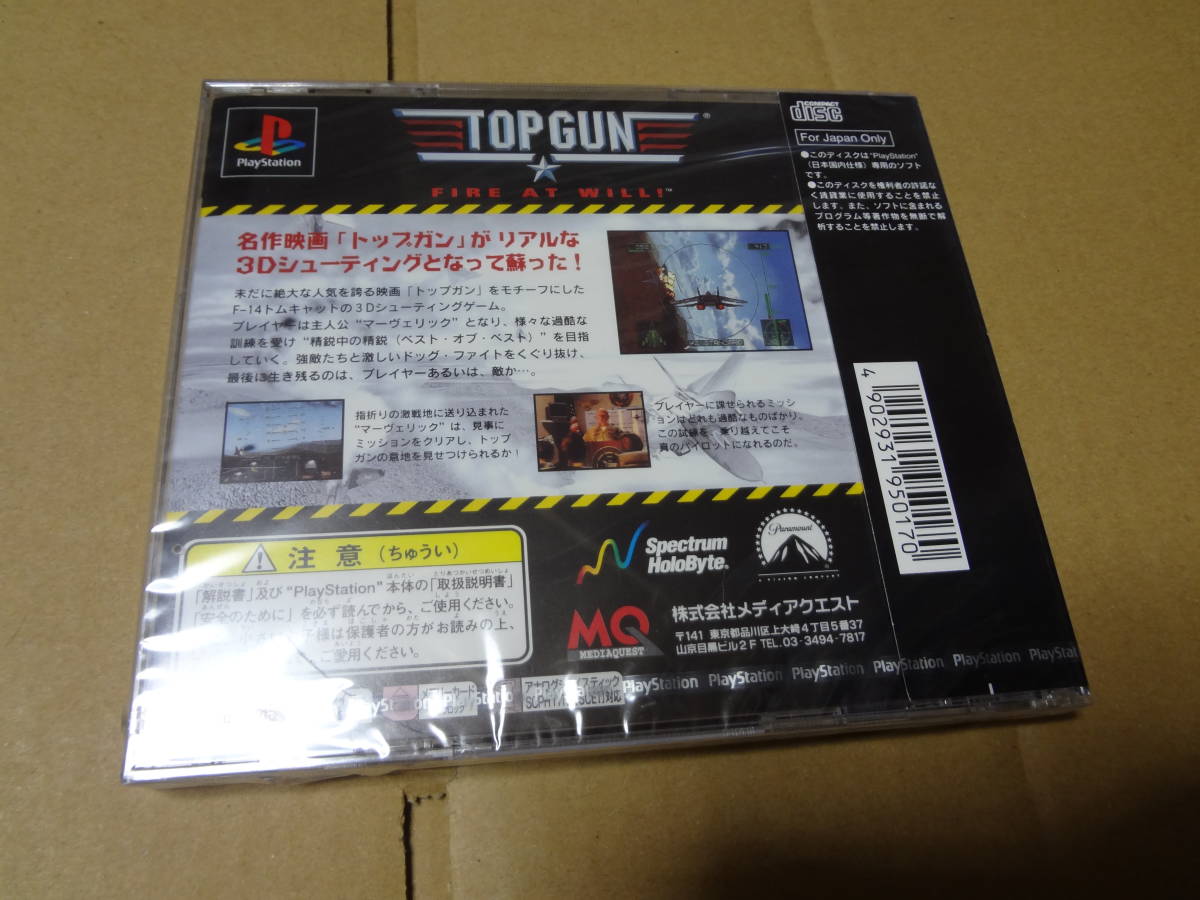 PlayStation
TOPGUN®
FIRE AT WILL!™
COMPACT
disc
For Japan Only
●このディスクは"PlayStation"
(日本国内仕様) 専用のソフト
です。
●このディスクを権利者の許諾な
く賃貸業に使用することを禁止
します。また、ソフトに含まれる
プログラム等著作物を無断で解
析することを禁止します。
名作映画「トップガン」がリアルな
3Dシューティングとなって蘇った!
未だに絶大な人気を誇る映画「トップガン」をモチーフにした
F-14トムキャットの3Dシューティングゲーム。
プレイヤーは主人公 "マーヴェリック" となり、様々な過酷な
訓練を受け "精鋭中の精鋭 (ベスト・オブ・ベスト)" を目指
していく。強敵たちと激しいドッグ・ファイトをくぐり抜け、
最後に生き残るのは、プレイヤーあるいは、敵か…。
指折りの激戦地に送り込まれた
"マーヴェリック" は、見事に
ミッションをクリアし、トップ
ガンの意地を見せつけられるか!
プレイヤーに課せられるミッシ
ョンはどれも過酷なものばかり。
この試練を、乗り越えてこそ
真のパイロットになれるのだ。
4 902931 950170
注意 (ちゅうい)
「解説書」及び "PlayStation" 本体の「取扱説明書」
「安全のために」を必ず読んでから、ご使用ください。
様は保護者の方がお読みの上、
ご愛用ください。
Spectrum
HoloByte®
Paramount
MQ
MEDIAQUEST
株式会社メディアクエスト
〒141 東京都品川区上大崎4丁目5番37
山京目黒ビル2F TEL.03-3494-7817
PlayStation PlayStation PlayStation PlayStation PlayStation PlayStation